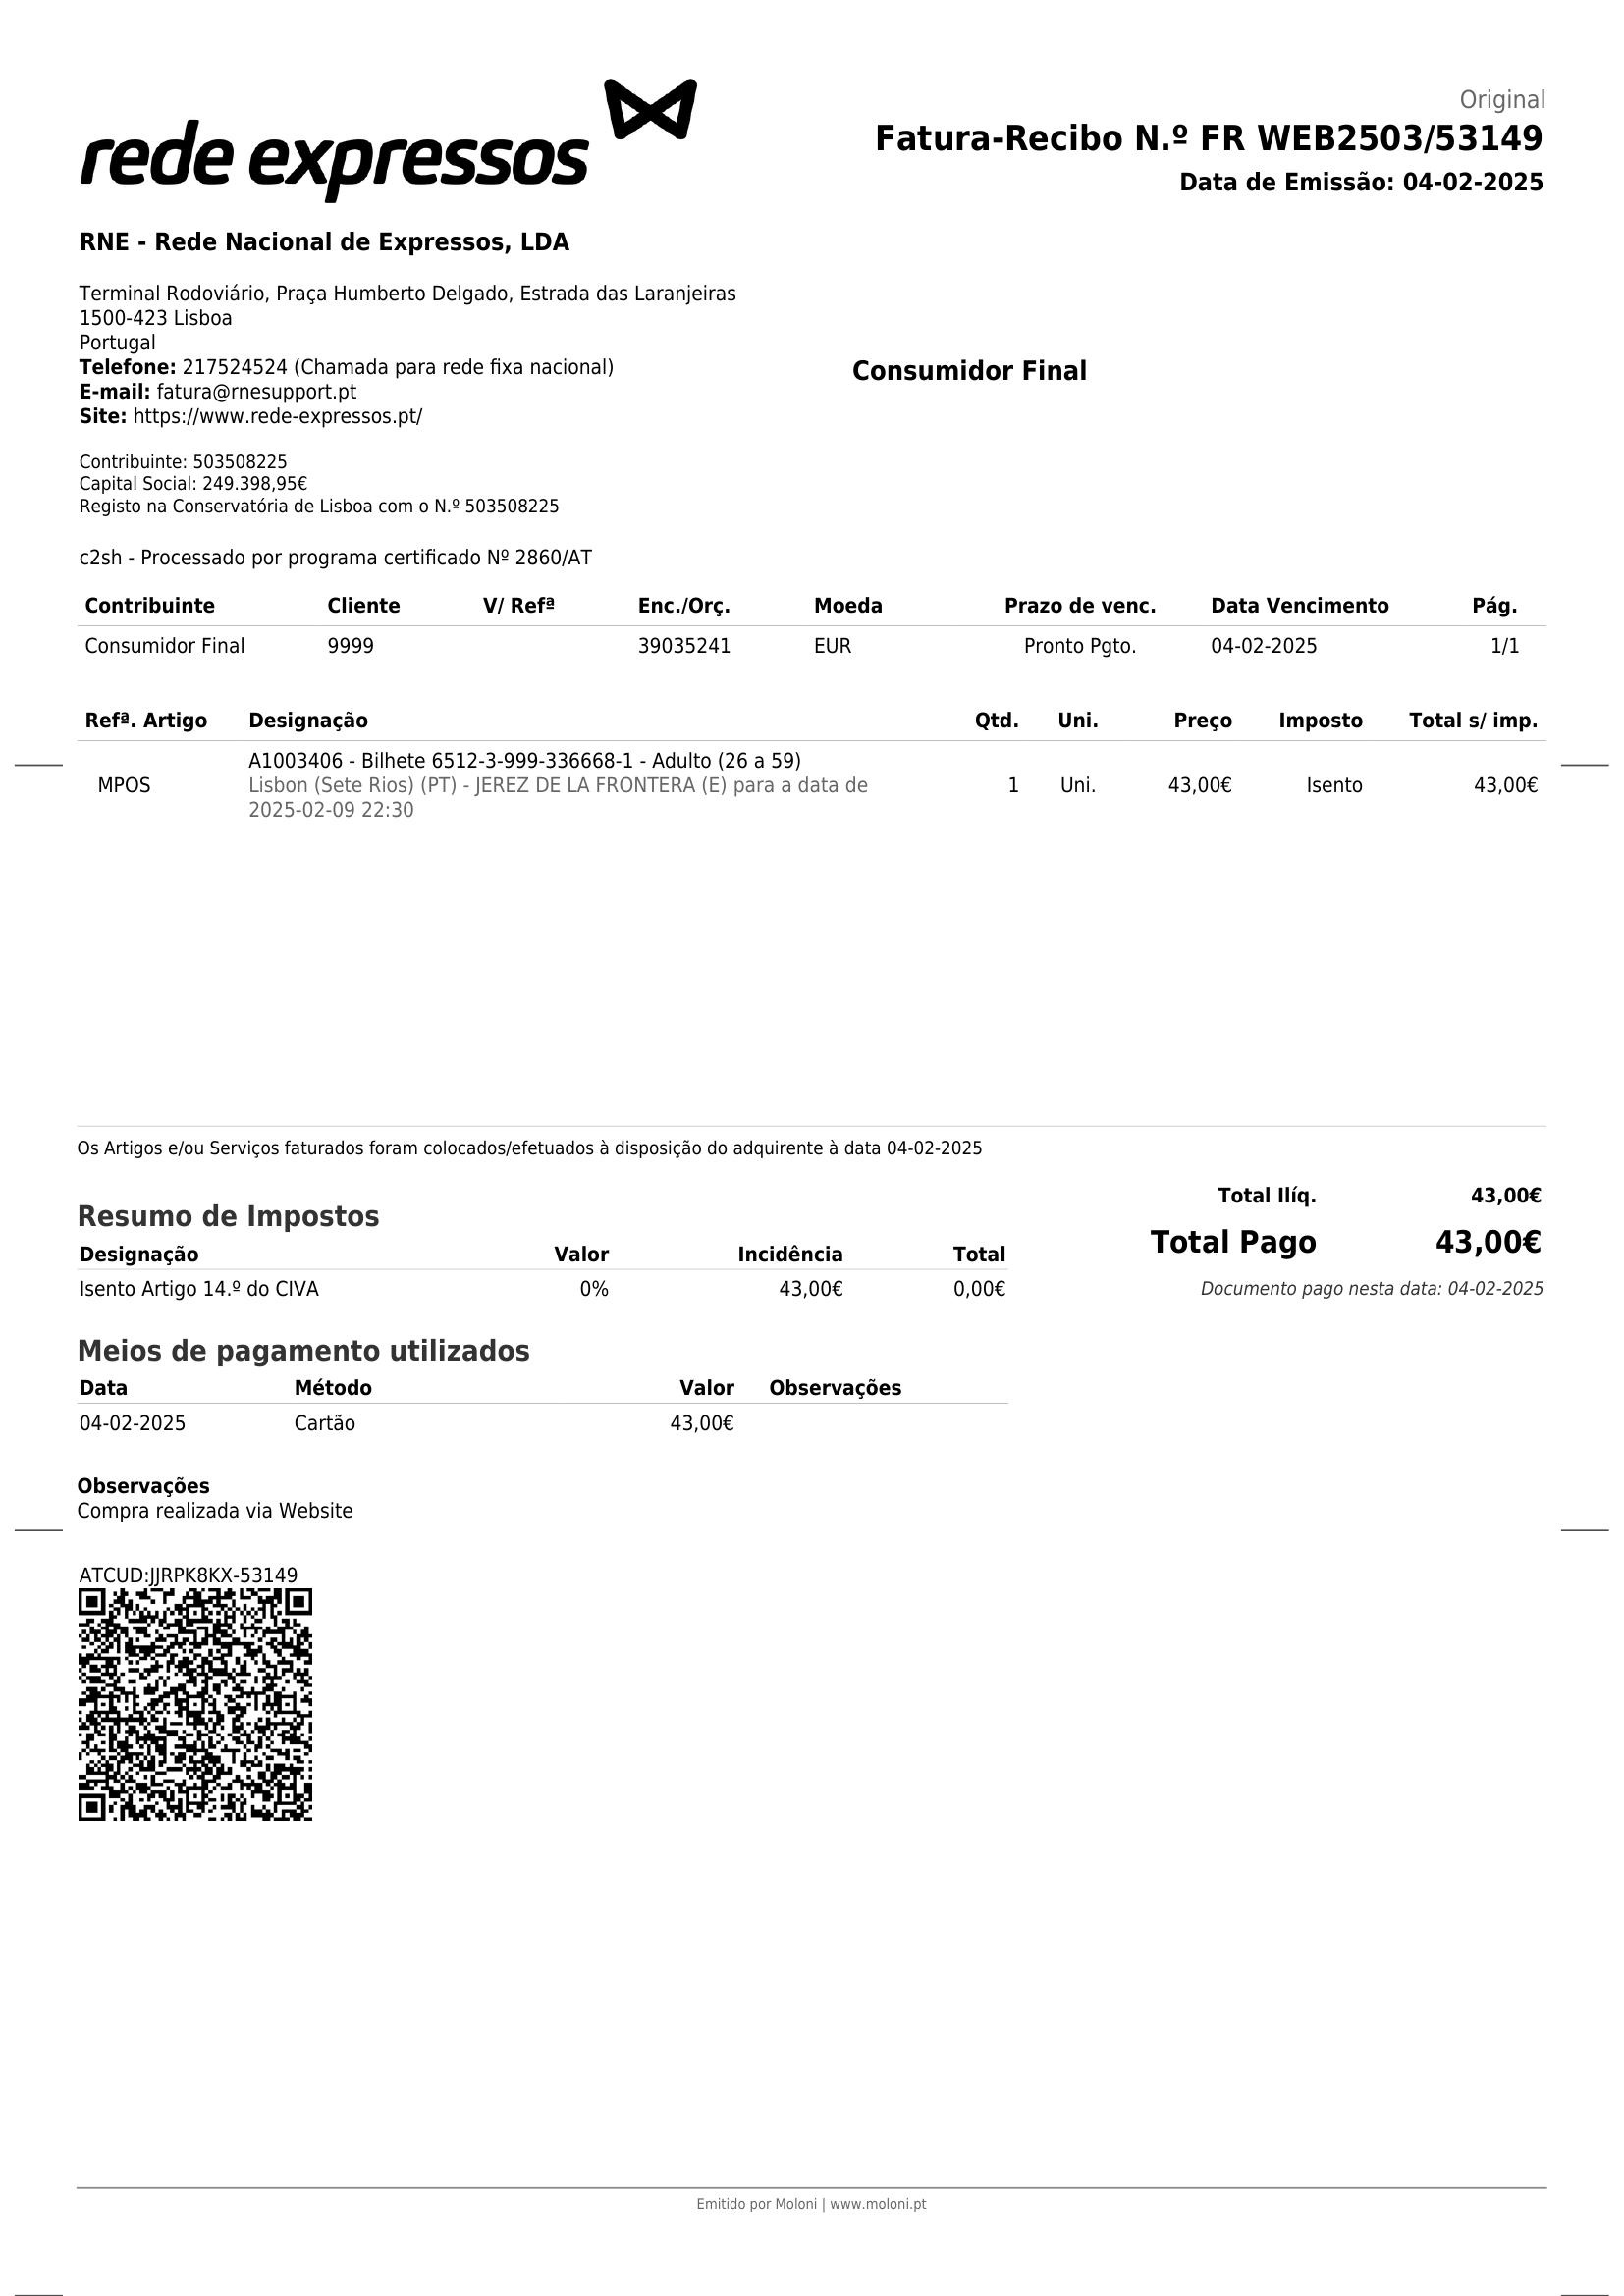 rede expressos
Original
Fatura-Recibo N.º FR WEB2503/53149
Data de Emissão: 04-02-2025
RNE - Rede Nacional de Expressos, LDA
Terminal Rodoviário, Praça Humberto Delgado, Estrada das Laranjeiras
1500-423 Lisboa
Portugal
Telefone: 217524524 (Chamada para rede fixa nacional)
E-mail: fatura@rnesupport.pt
Site: https://www.rede-expressos.pt/
Consumidor Final
Contribuinte: 503508225
Capital Social: 249.398,95€
Registo na Conservatória de Lisboa com o N.º 503508225
c2sh - Processado por programa certificado Nº 2860/AT
Contribuinte Cliente V/ Refª Enc./Orç. Moeda Prazo de venc. Data Vencimento Pág.
Consumidor Final 9999 39035241 EUR Pronto Pgto. 04-02-2025 1/1
Refª. Artigo Designação Qtd. Uni. Preço Imposto Total s/ imp.
A1003406 - Bilhete 6512-3-999-336668-1 - Adulto (26 a 59)
MPOS Lisbon (Sete Rios) (PT) - JEREZ DE LA FRONTERA (E) para a data de 1 Uni. 43,00€ Isento 43,00€
2025-02-09 22:30
Os Artigos e/ou Serviços faturados foram colocados/efetuados à disposição do adquirente à data 04-02-2025
Total Ilíq. 43,00€
Total Pago 43,00€
Documento pago nesta data: 04-02-2025
Resumo de Impostos
Designação Valor Incidência Total
Isento Artigo 14.º do CIVA 0% 43,00€ 0,00€
Meios de pagamento utilizados
Data Método Valor Observações
04-02-2025 Cartão 43,00€
Observações
Compra realizada via Website
ATCUD:JJRPK8KX-53149
Emitido por Moloni | www.moloni.pt